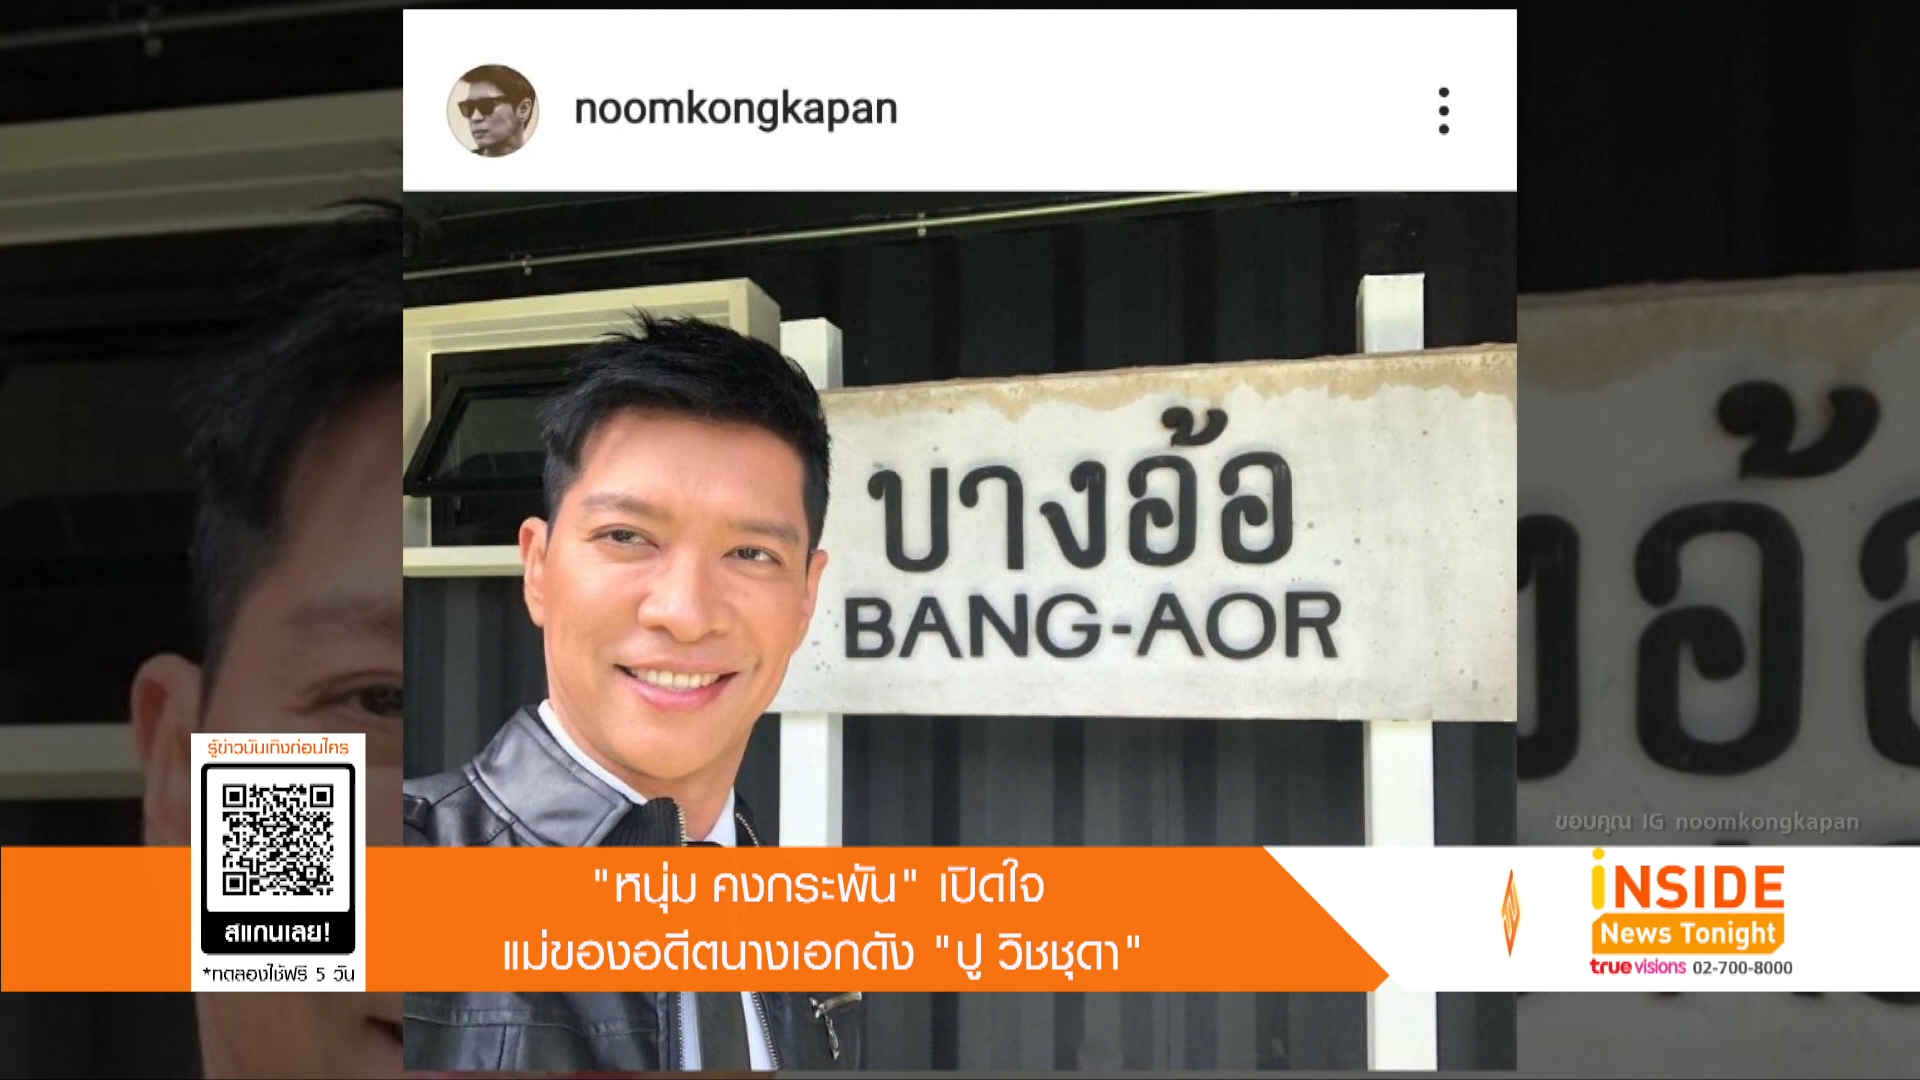 noomkongkapan
บางอ้อ
BANG-AOR
ขอบคุณ IG noomkongkapan
รู้ข่าวบันเทิงก่อนใคร
สแกนเลย!
*ทดลองใช้ฟรี 5 วัน
"หนุ่ม คงกระพัน" เปิดใจ
แม่ของอดีตนางเอกดัง "ปู วิชชุดา"
iNSIDE
News Tonight
truevisions 02-700-8000